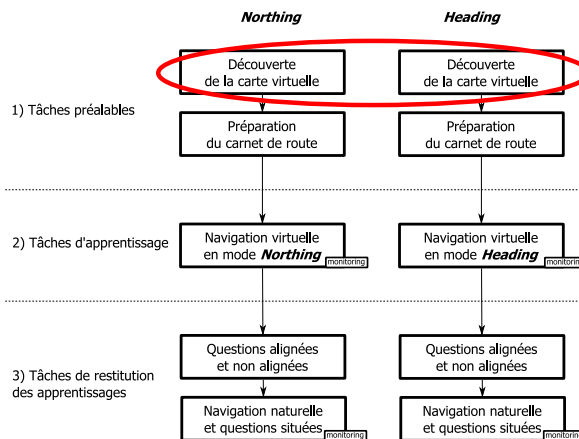 Northing Heading
Découverte
de la carte virtuelle
Découverte
de la carte virtuelle
1) Tâches préalables
Préparation
du carnet de route
Préparation
du carnet de route
2) Tâches d'apprentissage
Navigation virtuelle
en mode Northing
monitoring
Navigation virtuelle
en mode Heading
monitoring
3) Tâches de restitution
des apprentissages
Questions alignées
et non alignées
Questions alignées
et non alignées
Navigation naturelle
et questions situées
monitoring
Navigation naturelle
et questions situées
monitoring